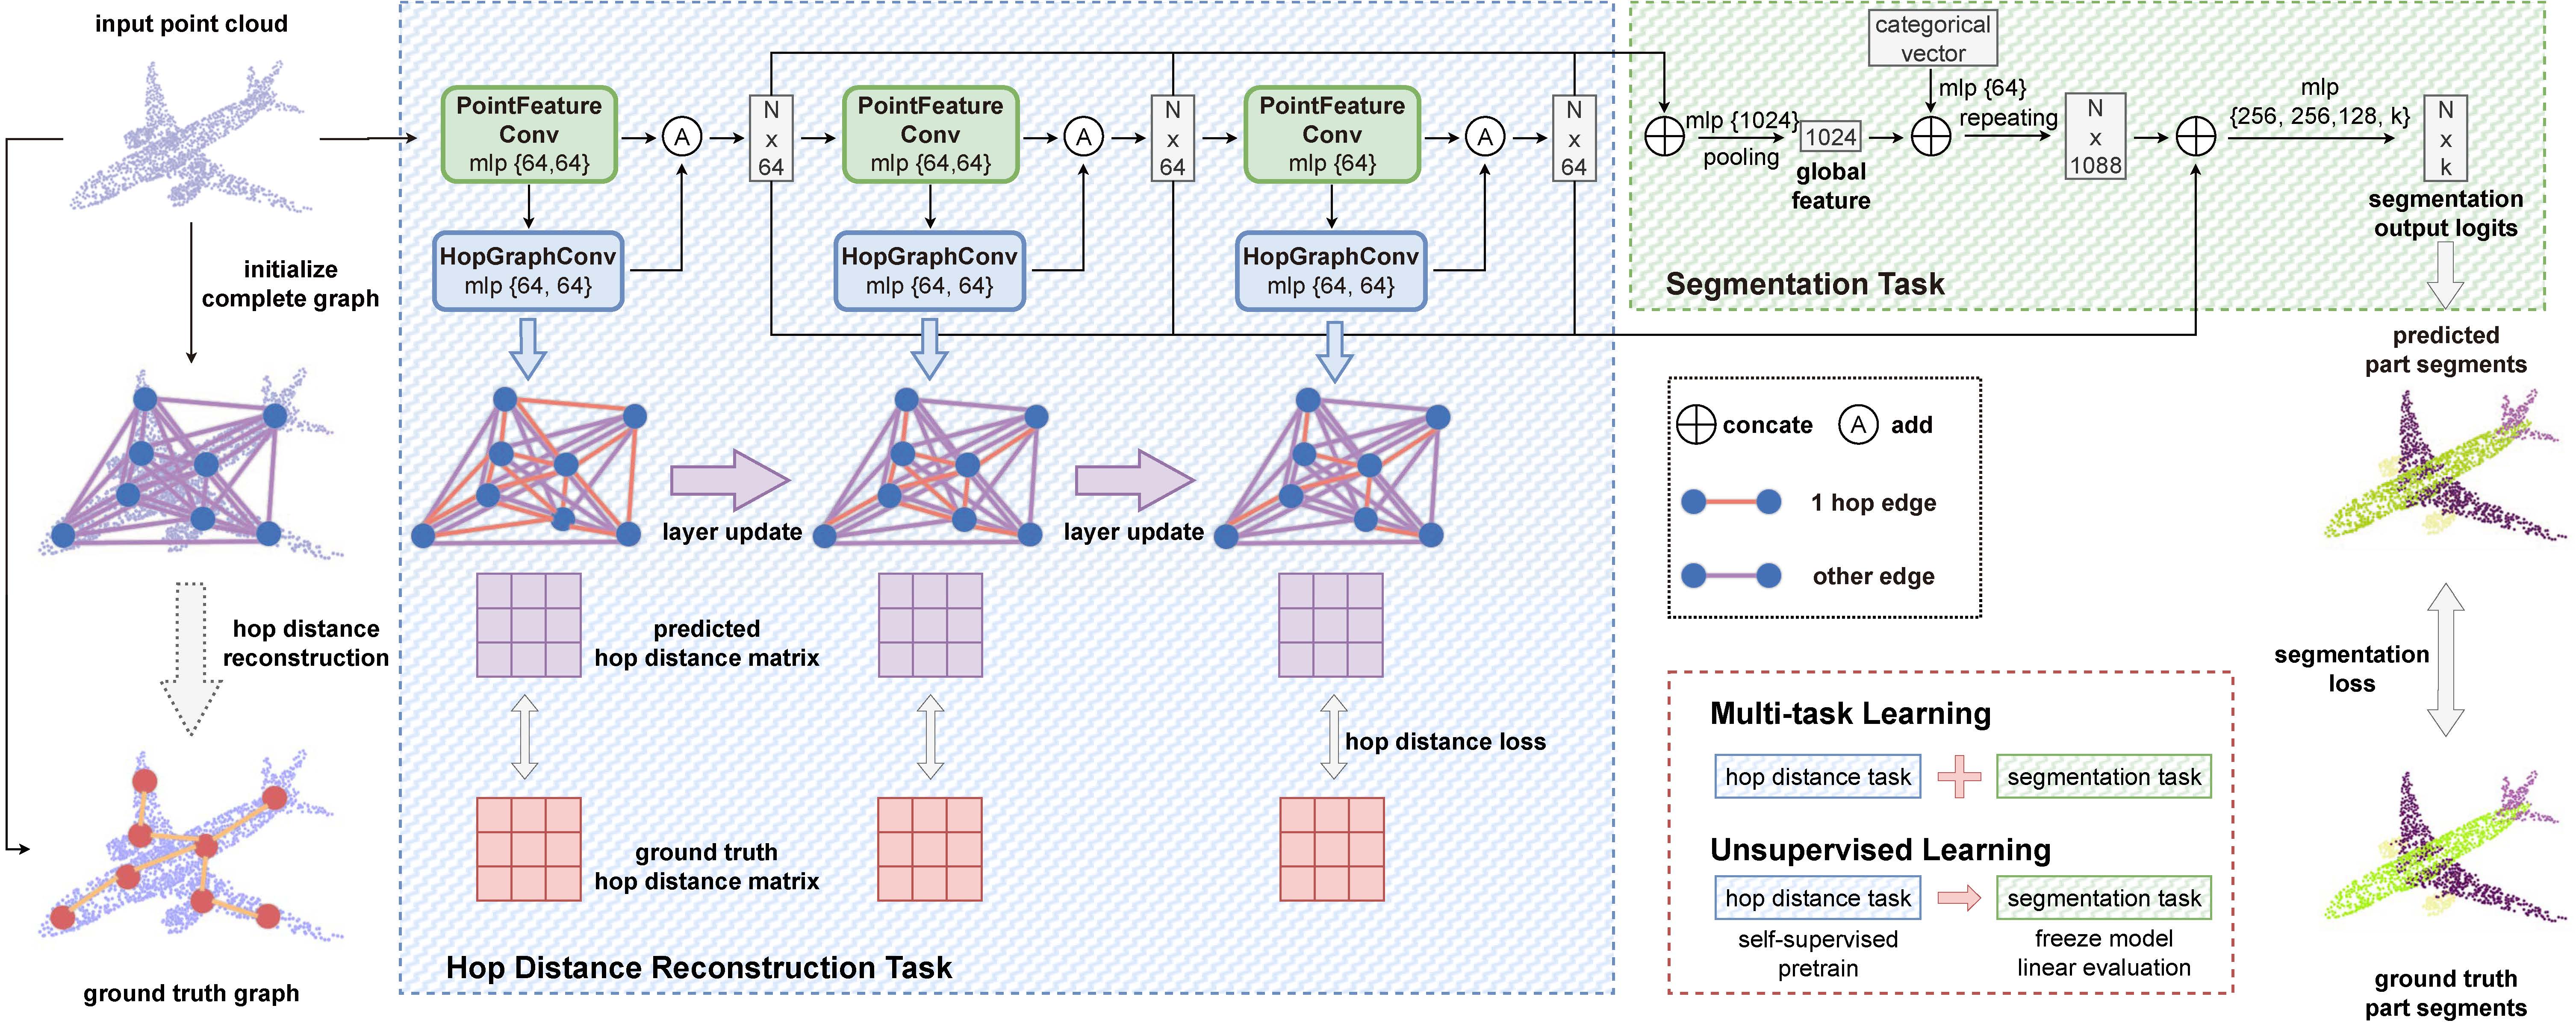 input point cloud
initialize
complete graph
hop distance
reconstruction
ground truth graph
PointFeature
Conv
mlp {64,64}
HopGraphConv
mlp {64, 64}
A
N
x
64
PointFeature
Conv
mlp {64,64}
HopGraphConv
mlp {64, 64}
A
N
x
64
PointFeature
Conv
mlp {64}
HopGraphConv
mlp {64, 64}
A
N
x
64
layer update
layer update
predicted
hop distance matrix
hop distance loss
ground truth
hop distance matrix
Hop Distance Reconstruction Task
categorical
vector
mlp {64}
repeating
mlp {1024}
pooling
1024
global
feature
N
x
1088
mlp
{256, 256,128, k}
N
x
k
segmentation
output logits
Segmentation Task
predicted
part segments
concate
A
add
1 hop edge
other edge
segmentation
loss
Multi-task Learning
hop distance task
segmentation task
Unsupervised Learning
hop distance task
segmentation task
self-supervised
pretrain
freeze model
linear evaluation
ground truth
part segments